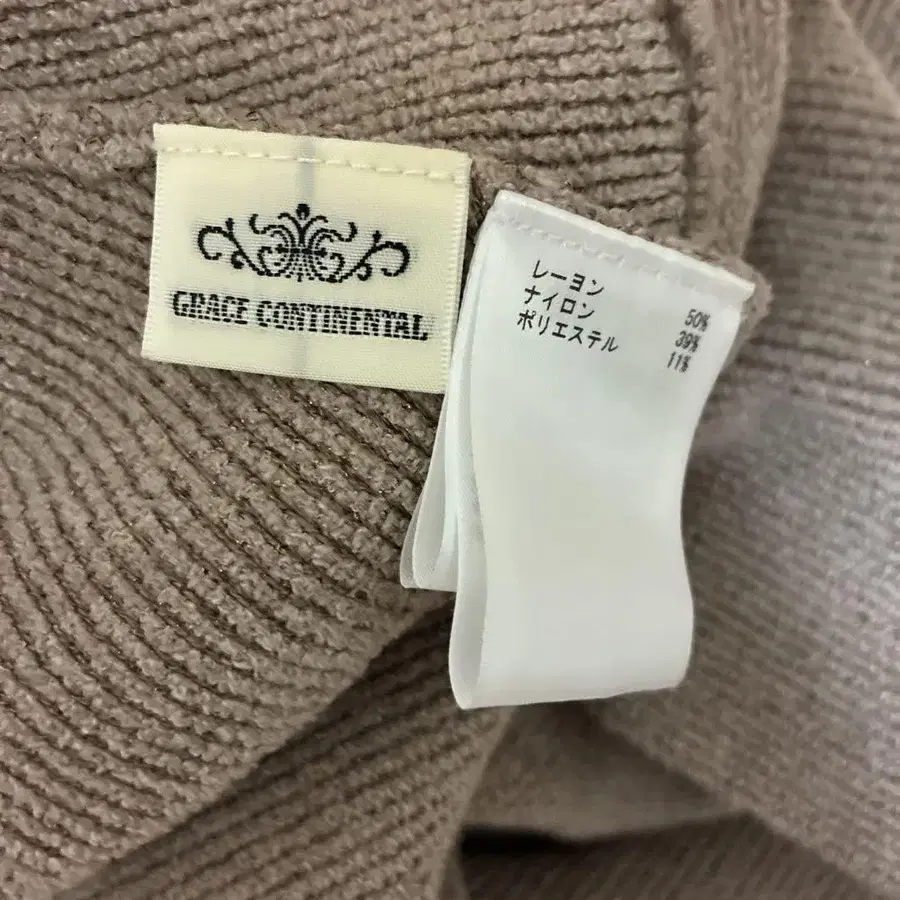 GRACE CONTINENTAL
レーヨン 50%
ナイロン 39%
ポリエステル 11%